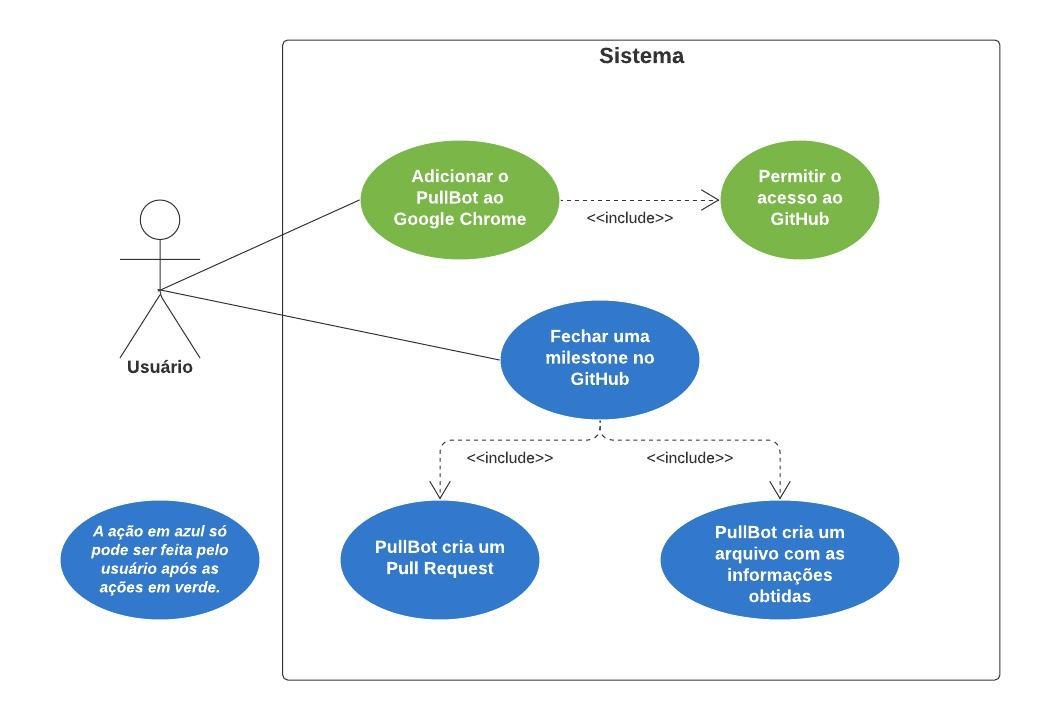 Sistema
Adicionar o
PullBot ao
Google Chrome
<<include>>
Permitir o
acesso ao
GitHub
Usuário
Fechar uma
milestone no
GitHub
<<include>>
<<include>>
A ação em azul só
pode ser feita pelo
usuário após as
ações em verde.
PullBot cria um
Pull Request
PullBot cria um
arquivo com as
informações
obtidas